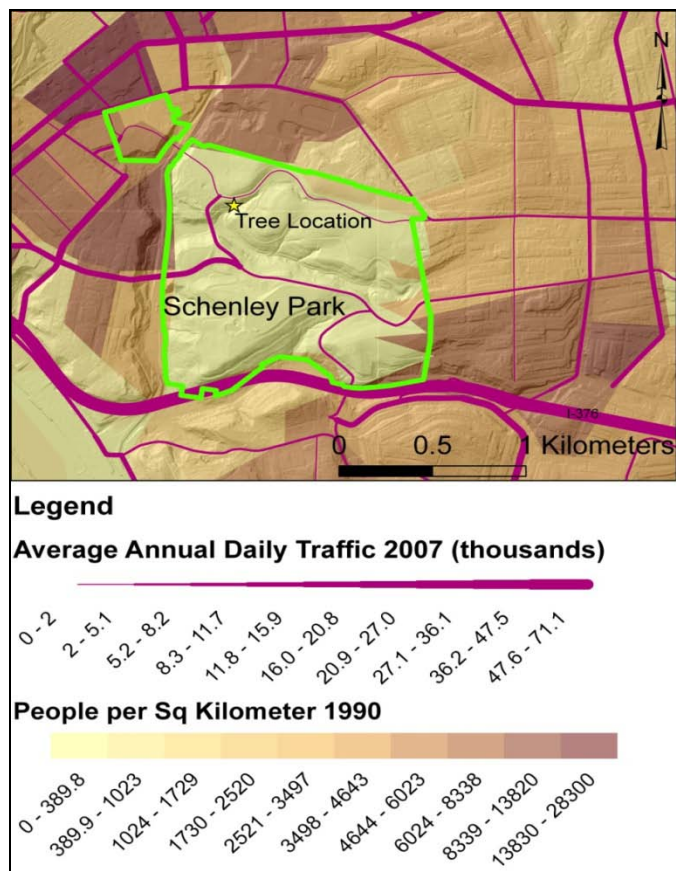 N
Tree Location
Schenley Park
I-376
0 0.5 1 Kilometers
Legend
Average Annual Daily Traffic 2007 (thousands)
0 - 2
2 - 5.1
5.2 - 8.2
8.3 - 11.7
11.8 - 15.9
16.0 - 20.8
20.9 - 27.0
27.1 - 36.1
36.2 - 47.5
47.6 - 71.1
People per Sq Kilometer 1990
0 - 389.8
389.9 - 1023
1024 - 1729
1730 - 2520
2521 - 3497
3498 - 4643
4644 - 6023
6024 - 8338
8339 - 13820
13830 - 28300